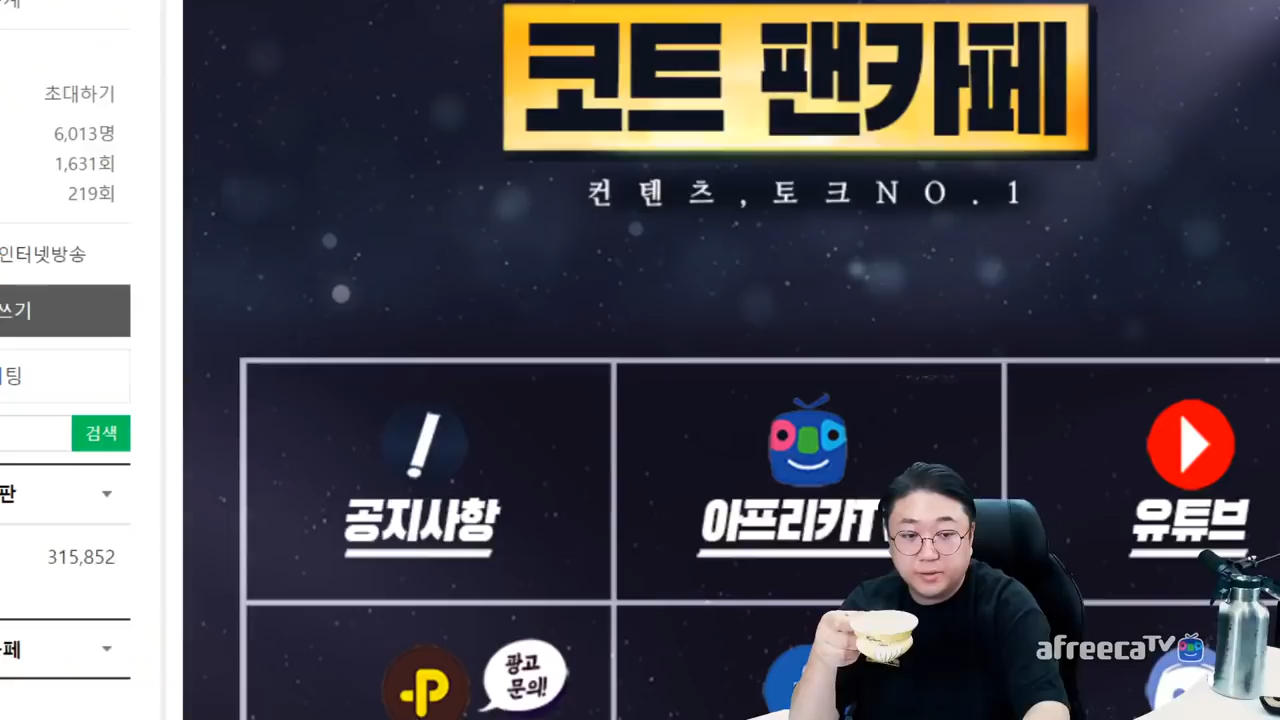 초대하기
6,013명
1,631회
219회
인터넷방송
쓰기
팅
검색
판
315,852
페
코트 팬카페
컨텐츠,토크NO.1
공지사항
아프리카T
유튜브
P
광고
문의!
afreecaTV